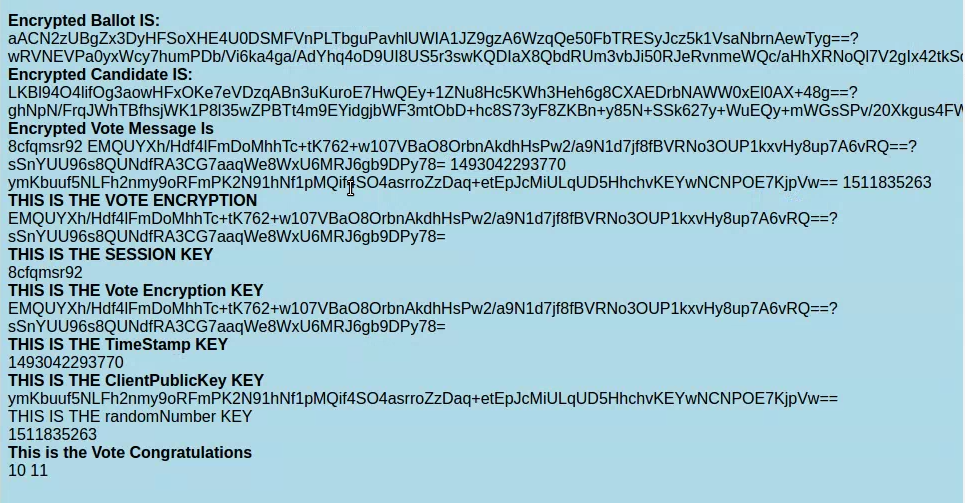 Encrypted Ballot IS:
aACN2zUBgZx3DyHFSoXHE4U0DSMFVnPLTbguPavhlUWIA1JZ9gzA6WzqQe50FbTRESyJcz5k1VsaNbrnAewTyg==?
wRVNEVPa0yxWcy7humPDb/Vi6ka4ga/AdYhq4oD9UI8US5r3swKQDIaX8QbdRUm3vbJi50RJeRvnmeWQc/aHhXRNoQl7V2gIx42tkSc
Encrypted Candidate IS:
LKBl94O4lifOg3aowHFxOKe7eVDzqABn3uKuroE7HwQEy+1ZNu8Hc5KWh3Heh6g8CXAEDrbNAWW0xEl0AX+48g==?
ghNpN/FrqJWhTBfhsjWK1P8l35wZPBTt4m9EYidgjbWF3mtObD+hc8S73yF8ZKBn+y85N+SSk627y+WuEQy+mWGsSPv/20Xkgus4FW
Encrypted Vote Message Is
8cfqmsr92 EMQUYXh/Hdf4lFmDoMhhTc+tK762+w107VBaO8OrbnAkdhHsPw2/a9N1d7jf8fBVRNo3OUP1kxvHy8up7A6vRQ==?
sSnYUU96s8QUNdfRA3CG7aaqWe8WxU6MRJ6gb9DPy78= 1493042293770
ymKbuuf5NLFh2nmy9oRFmPK2N91hNf1pMQif4SO4asrroZzDaq+etEpJcMiULqUD5HhchvKEYwNCNPOE7KjpVw== 1511835263
THIS IS THE VOTE ENCRYPTION
EMQUYXh/Hdf4lFmDoMhhTc+tK762+w107VBaO8OrbnAkdhHsPw2/a9N1d7jf8fBVRNo3OUP1kxvHy8up7A6vRQ==?
sSnYUU96s8QUNdfRA3CG7aaqWe8WxU6MRJ6gb9DPy78=
THIS IS THE SESSION KEY
8cfqmsr92
THIS IS THE Vote Encryption KEY
EMQUYXh/Hdf4lFmDoMhhTc+tK762+w107VBaO8OrbnAkdhHsPw2/a9N1d7jf8fBVRNo3OUP1kxvHy8up7A6vRQ==?
sSnYUU96s8QUNdfRA3CG7aaqWe8WxU6MRJ6gb9DPy78=
THIS IS THE TimeStamp KEY
1493042293770
THIS IS THE ClientPublicKey KEY
ymKbuuf5NLFh2nmy9oRFmPK2N91hNf1pMQif4SO4asrroZzDaq+etEpJcMiULqUD5HhchvKEYwNCNPOE7KjpVw==
THIS IS THE randomNumber KEY
1511835263
This is the Vote Congratulations
10 11